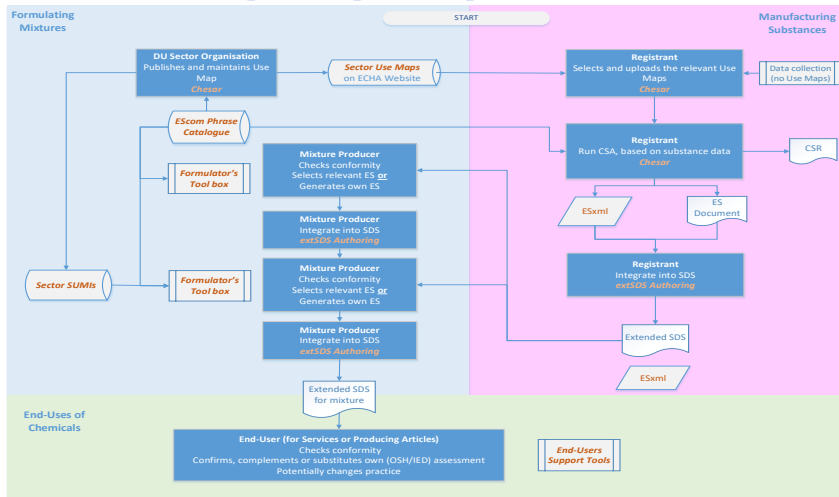 Formulating
Mixtures
START
Manufacturing
Substances
DU Sector Organisation
Publishes and maintains Use
Map
Chesar
Sector Use Maps
on ECHA Website
Registrant
Selects and uploads the relevant Use
Maps
Chesar
Data collection
(no Use Maps)
EScom Phrase
Catalogue
Registrant
Run CSA, based on substance data
Chesar
CSR
Mixture Producer
Checks conformity
Selects relevant ES or
Generates own ES
Formulator's
Tool box
ESxml
ES
Document
Mixture Producer
Integrate into SDS
extSDS Authoring
Mixture Producer
Checks conformity
Selects relevant ES or
Generates own ES
Registrant
Integrate into SDS
extSDS Authoring
Sector SUMIs
Formulator's
Tool box
Mixture Producer
Integrate into SDS
extSDS Authoring
Extended SDS
ESxml
Extended SDS
for mixture
End-Uses of
Chemicals
End-User (for Services or Producing Articles)
Checks conformity
Confirms, complements or substitutes own (OSH/IED) assessment
Potentially changes practice
End-Users
Support Tools